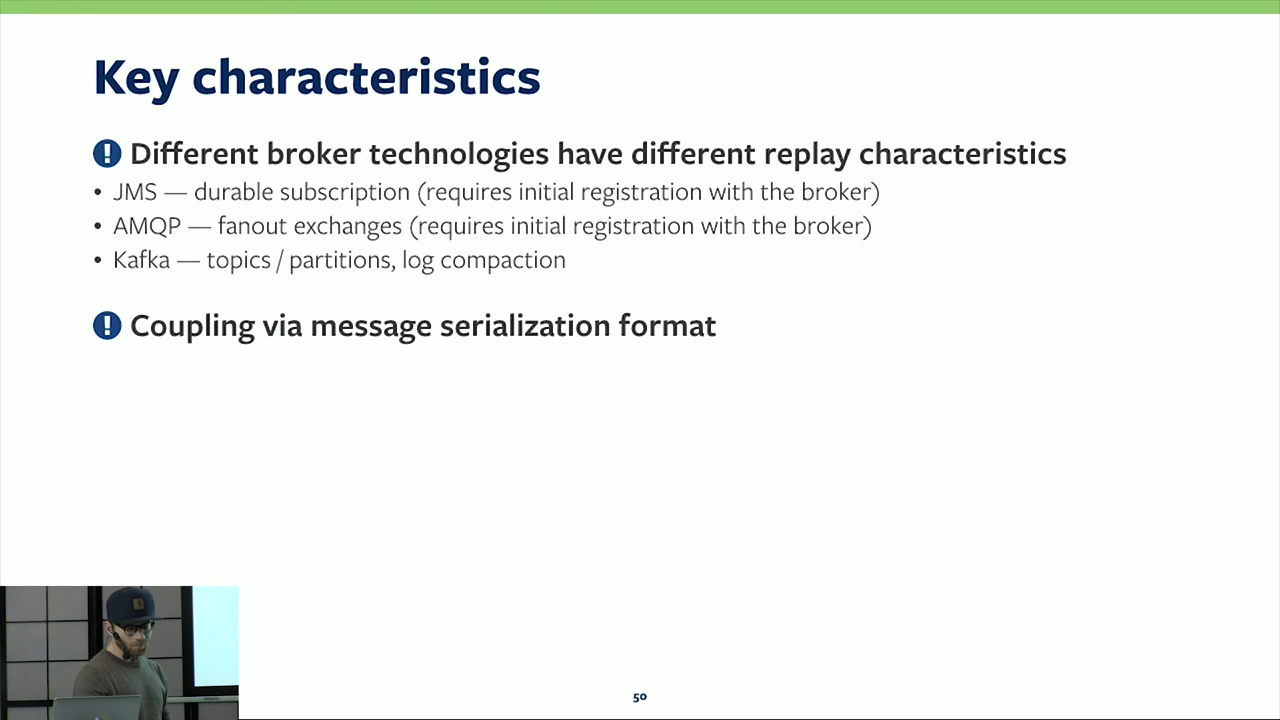 Key characteristics
Different broker technologies have different replay characteristics
• JMS — durable subscription (requires initial registration with the broker)
• AMQP — fanout exchanges (requires initial registration with the broker)
• Kafka — topics / partitions, log compaction
Coupling via message serialization format
50